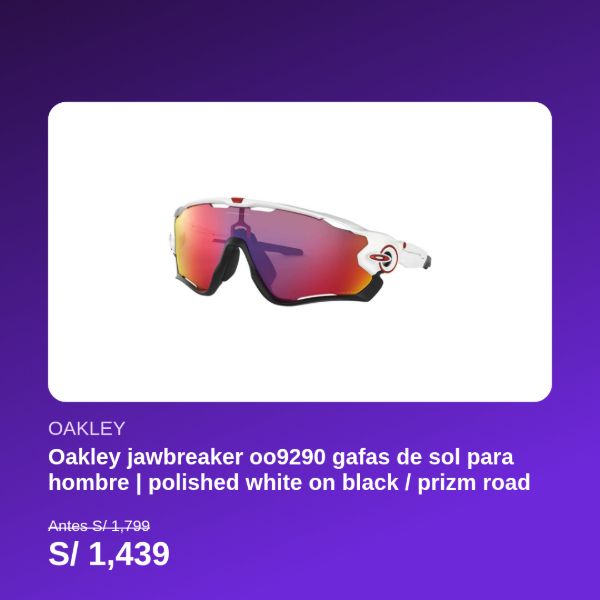 OAKLEY
Oakley jawbreaker oo9290 gafas de sol para
hombre | polished white on black / prizm road
Antes S/ 1,799
S/ 1,439